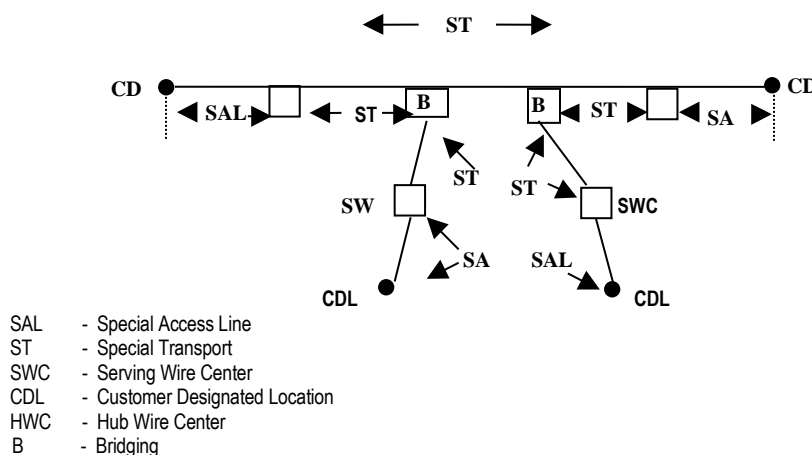 ST
CD
CD
B
B
SAL
ST
ST
SA
ST
ST
SW
SWC
SA
SAL
CDL
CDL
SAL - Special Access Line
ST - Special Transport
SWC - Serving Wire Center
CDL - Customer Designated Location
HWC - Hub Wire Center
B - Bridging